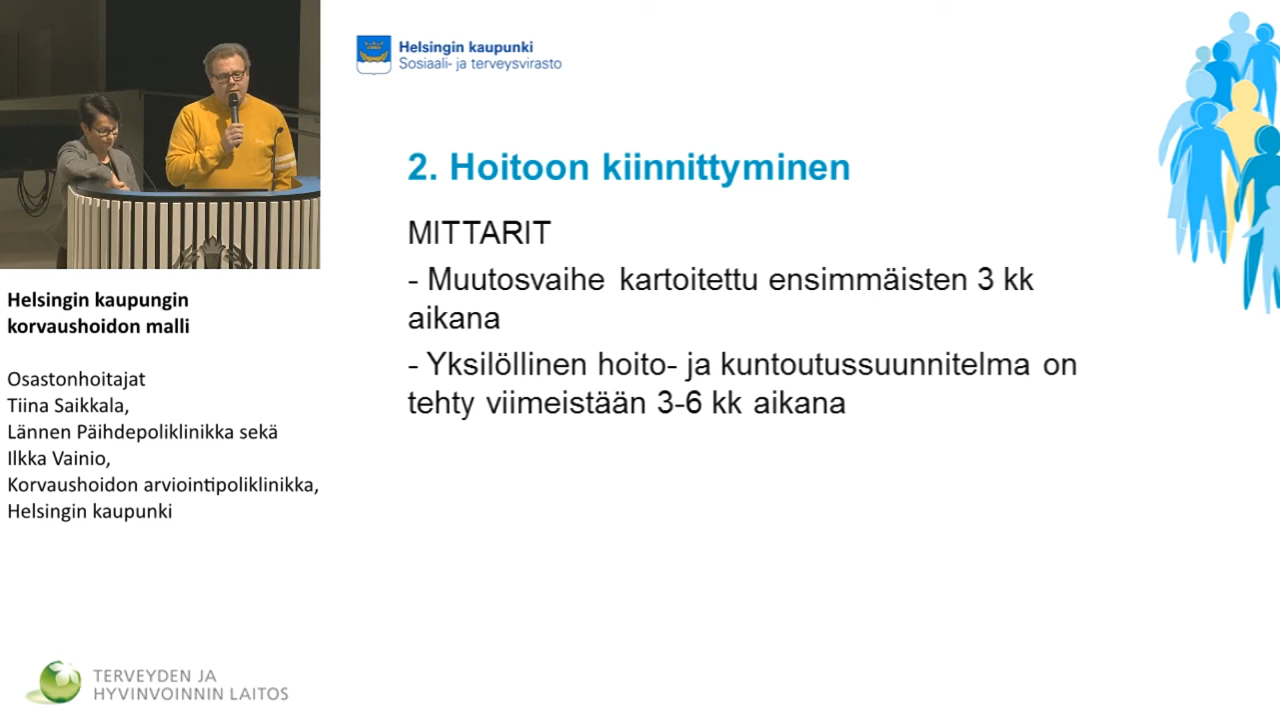 Helsingin kaupunki
Sosiaali- ja terveysvirasto
2. Hoitoon kiinnittyminen
MITTARIT
- Muutosvaihe kartoitettu ensimmäisten 3 kk
aikana
- Yksilöllinen hoito- ja kuntoutussuunnitelma on
tehty viimeistään 3-6 kk aikana
Helsingin kaupungin
korvaushoidon malli
Osastonhoitajat
Tiina Saikkala,
Lännen Päihdepoliklinikka sekä
Ilkka Vainio,
Korvaushoidon arviointipoliklinikka,
Helsingin kaupunki
TERVEYDEN JA
HYVINVOINNIN LAITOS